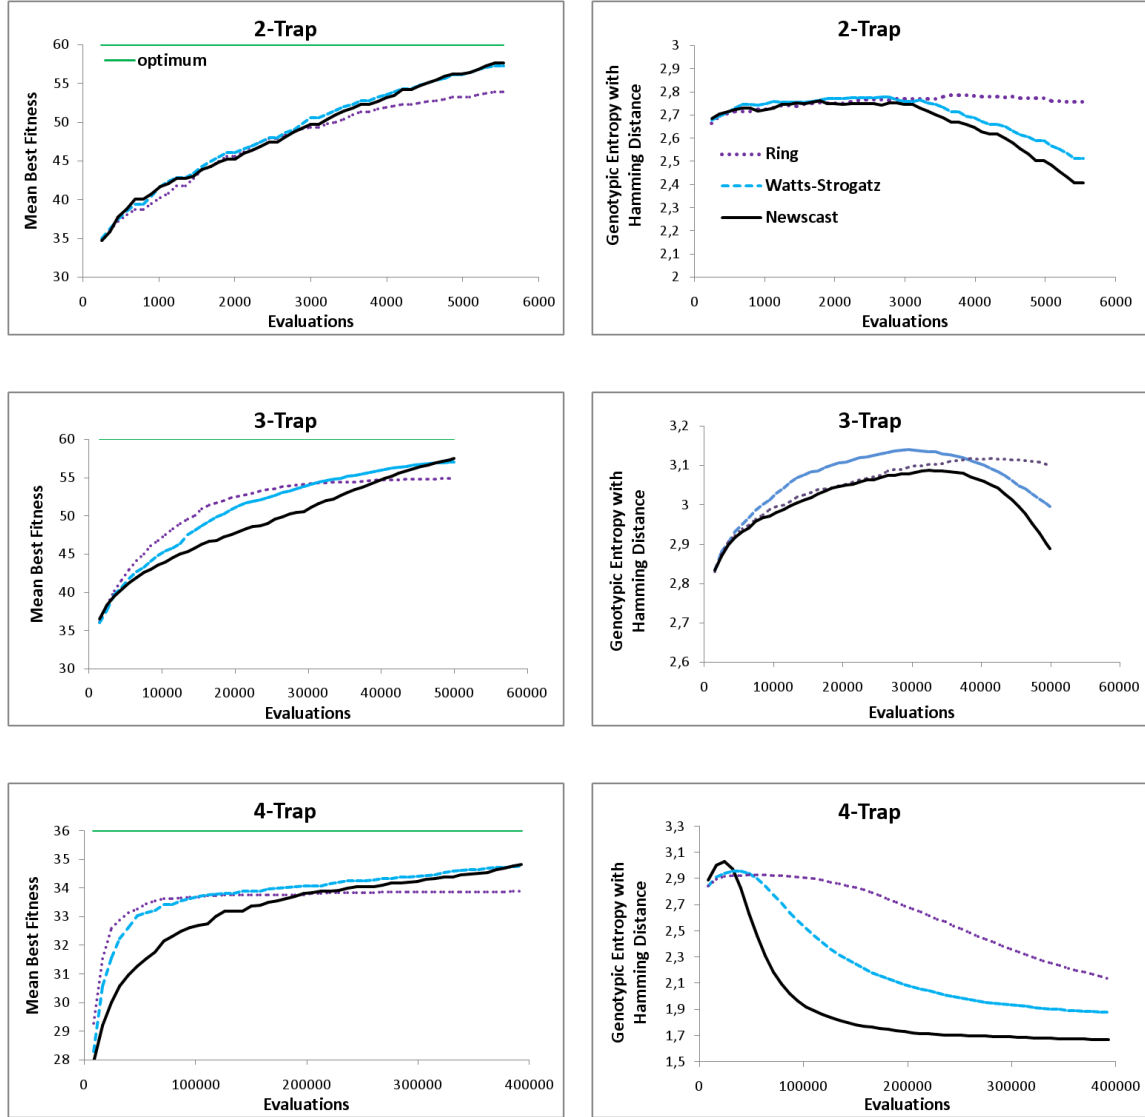 2-Trap
Mean Best Fitness
60
55
50
45
40
35
30
optimum
0 1000 2000 3000 4000 5000 6000
Evaluations
2-Trap
Genotypic Entropy with
Hamming Distance
3
2,9
2,8
2,7
2,6
2,5
2,4
2,3
2,2
2,1
2
Ring
Watts-Strogatz
Newscast
0 1000 2000 3000 4000 5000 6000
Evaluations
3-Trap
Mean Best Fitness
60
55
50
45
40
35
30
0 10000 20000 30000 40000 50000 60000
Evaluations
3-Trap
Genotypic Entropy with
Hamming Distance
3,2
3,1
3
2,9
2,8
2,7
2,6
0 10000 20000 30000 40000 50000 60000
Evaluations
4-Trap
Mean Best Fitness
36
35
34
33
32
31
30
29
28
0 100000 200000 300000 400000
Evaluations
4-Trap
Genotypic Entropy with
Hamming Distance
3,3
3,1
2,9
2,7
2,5
2,3
2,1
1,9
1,7
1,5
0 100000 200000 300000 400000
Evaluations